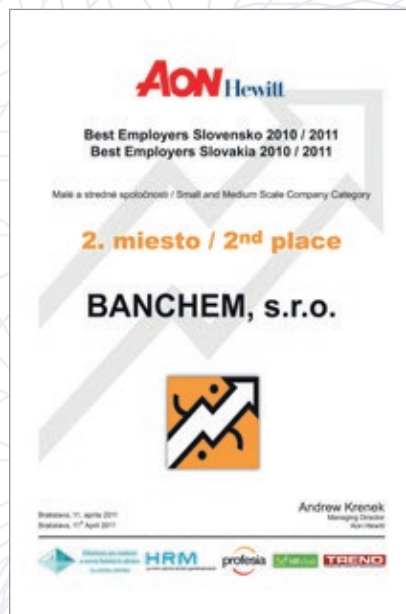 AON Hewitt
Best Employers Slovensko 2010 / 2011
Best Employers Slovakia 2010 / 2011
Malé a stredné spoločnosti / Small and Medium Scale Company Category
2. miesto / 2nd place
BANCHEM, s.r.o.
Andrew Krenek
Managing Director
Aon Hewitt
Bratislava, 11. apríla 2011
Bratislava, 11th April 2011
HRM
profesia
TREND